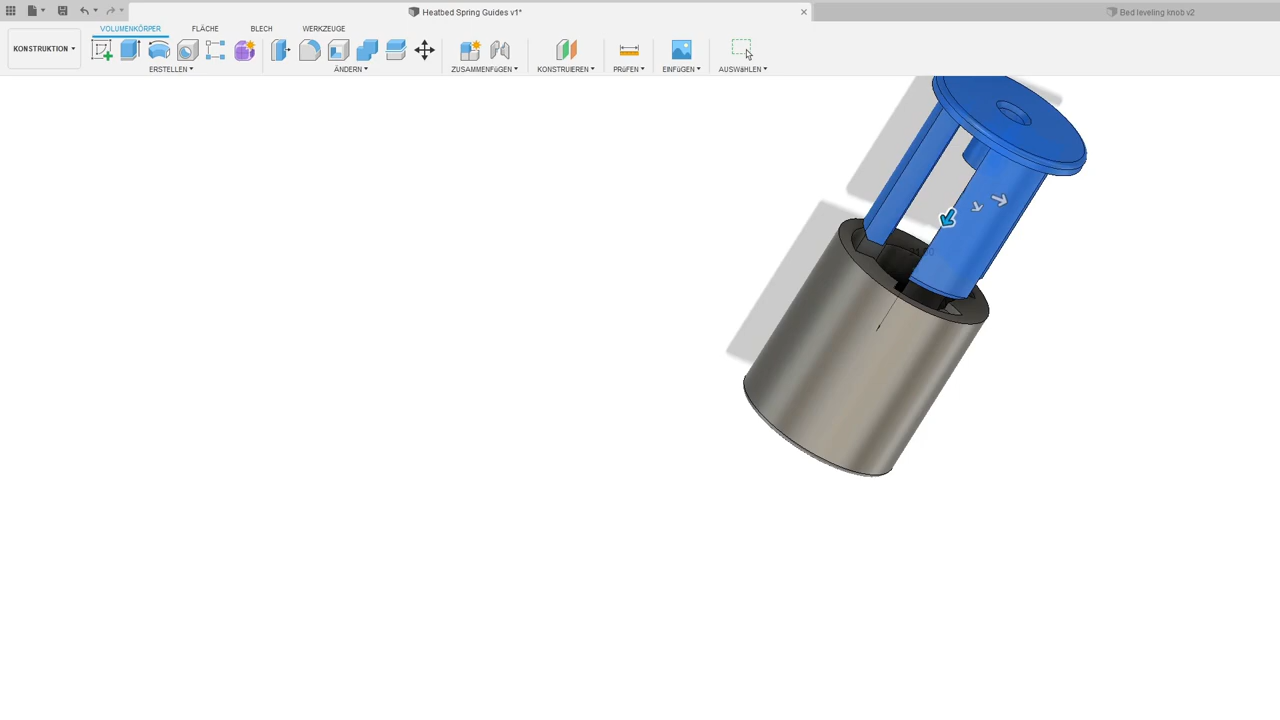 Heatbed Spring Guides v1*
Bed leveling knob v2
VOLUMENKÖRPER FLÄCHE BLECH WERKZEUGE
KONSTRUKTION
ERSTELLEN ÄNDERN ZUSAMMENFüGEN KONSTRUIEREN PRüFEN EINFüGEN AUSWäHLEN